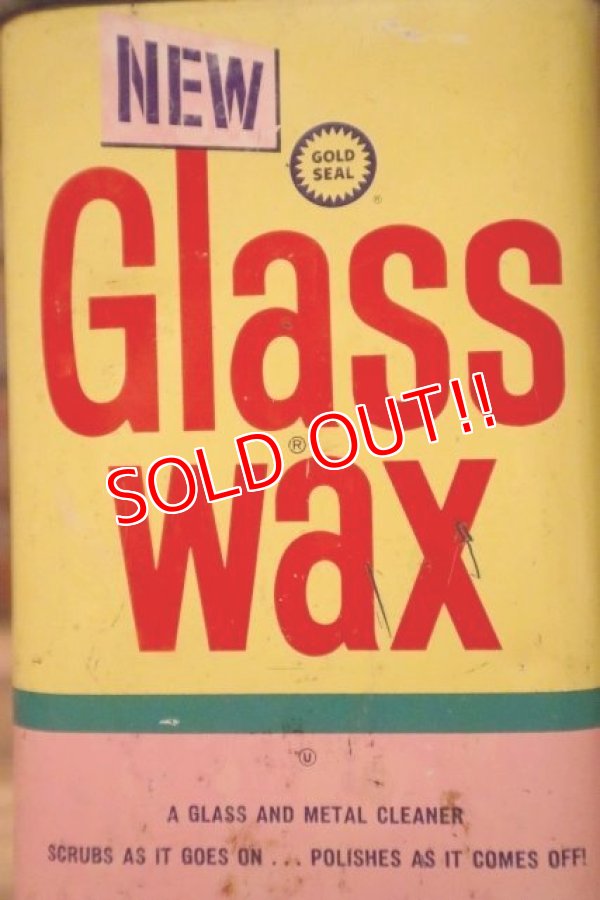 NEW
GOLD
SEAL
®
Glass
®
SOLD OUT!!
wax
U
A GLASS AND METAL CLEANER
SCRUBS AS IT GOES ON ... POLISHES AS IT COMES OFF!